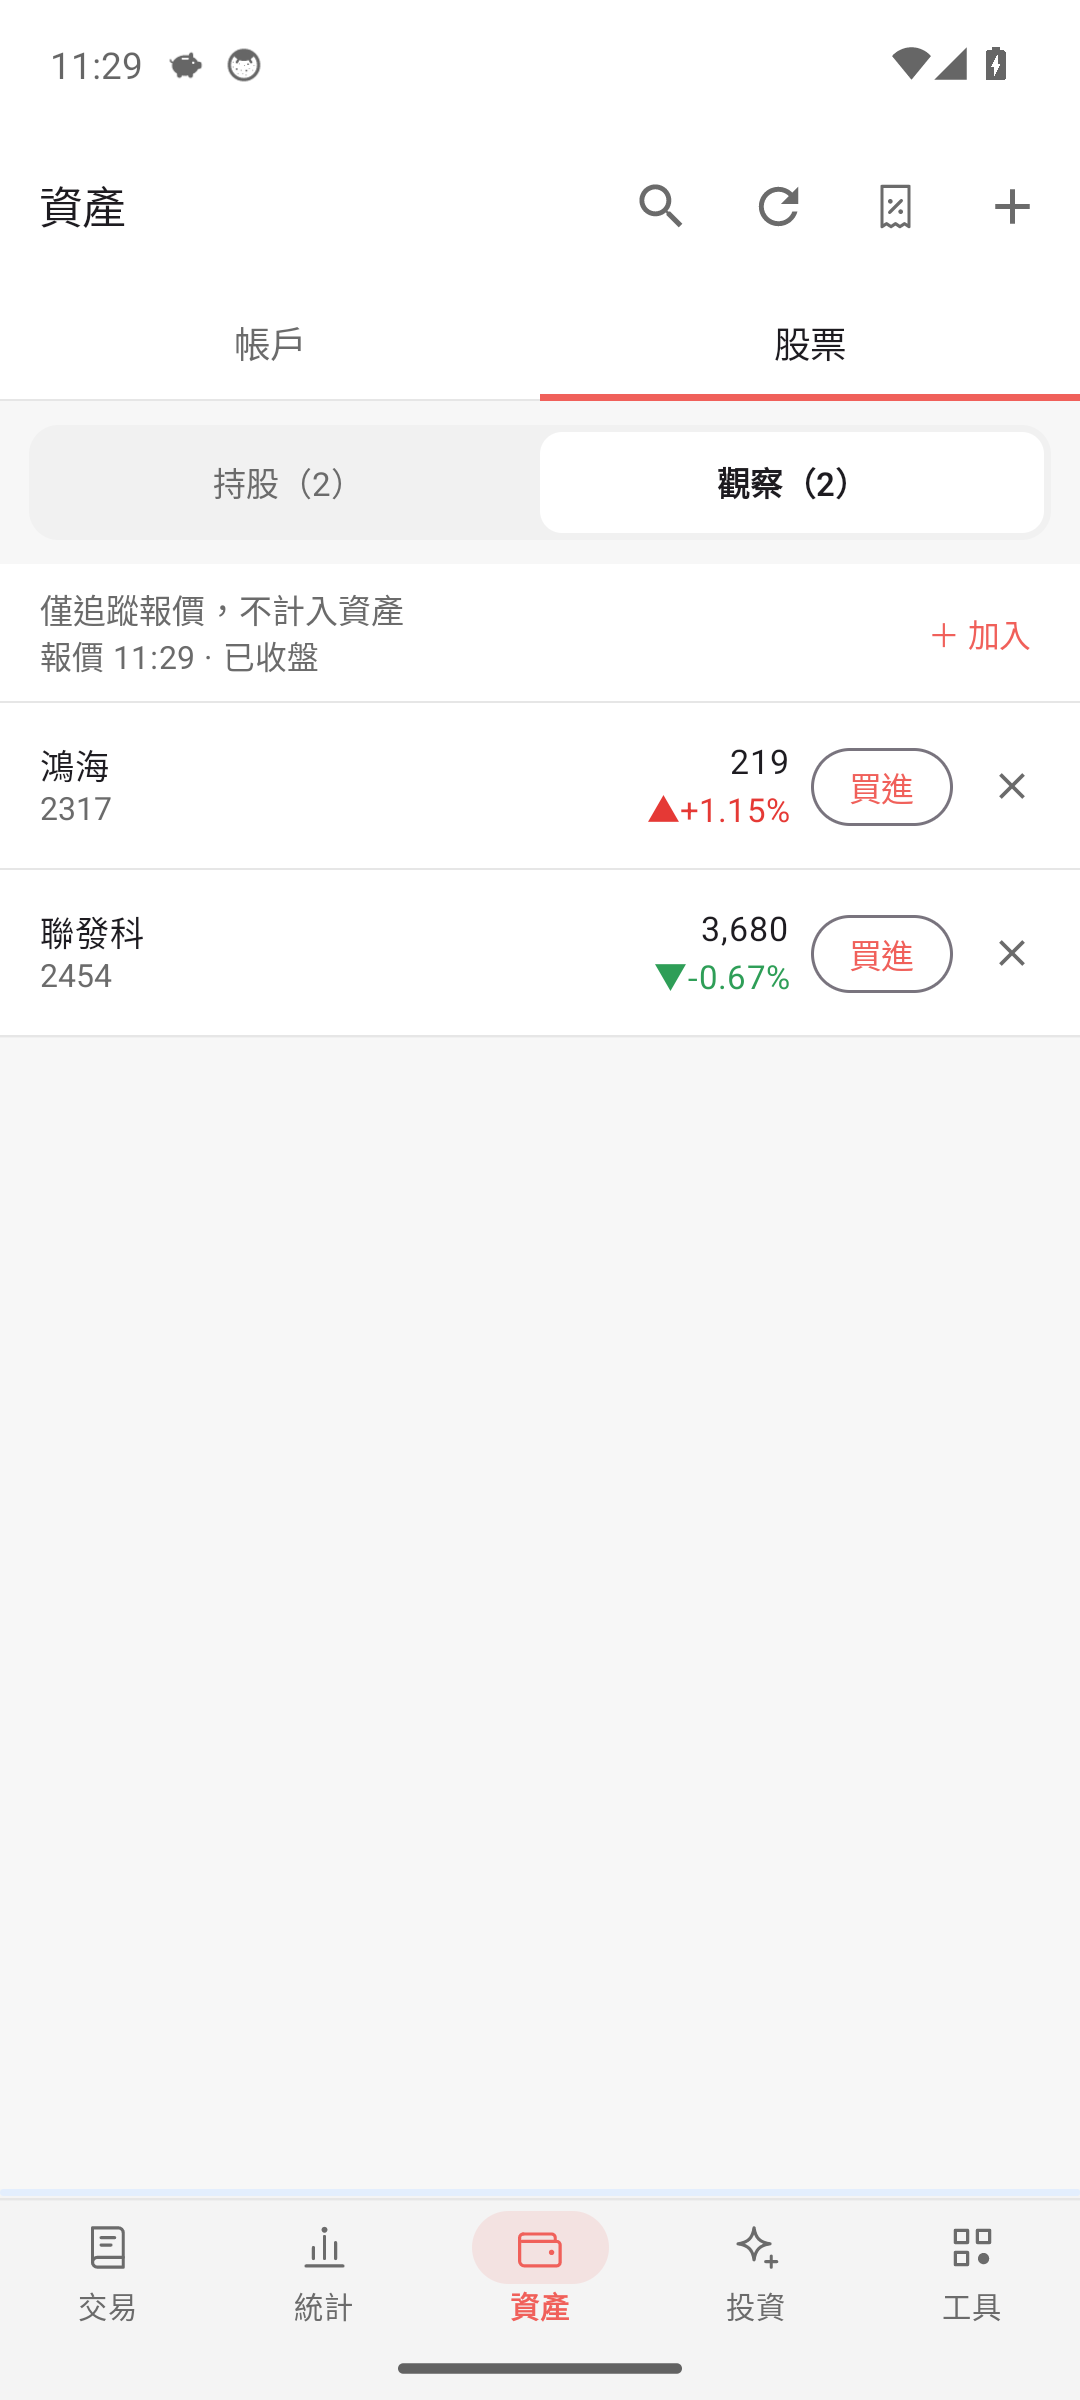 11:29
資產
帳戶
股票
持股（2）
觀察（2）
僅追蹤報價，不計入資產
報價 11:29 · 已收盤
＋ 加入
鴻海
2317
219
▲+1.15%
買進
聯發科
2454
3,680
▼-0.67%
買進
交易
統計
資產
投資
工具